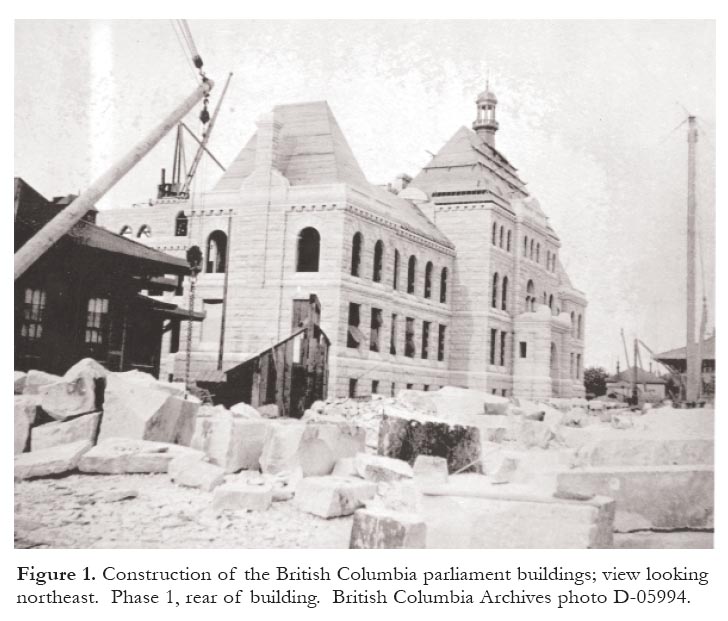 Figure 1. Construction of the British Columbia parliament buildings; view looking
northeast. Phase 1, rear of building. British Columbia Archives photo D-05994.